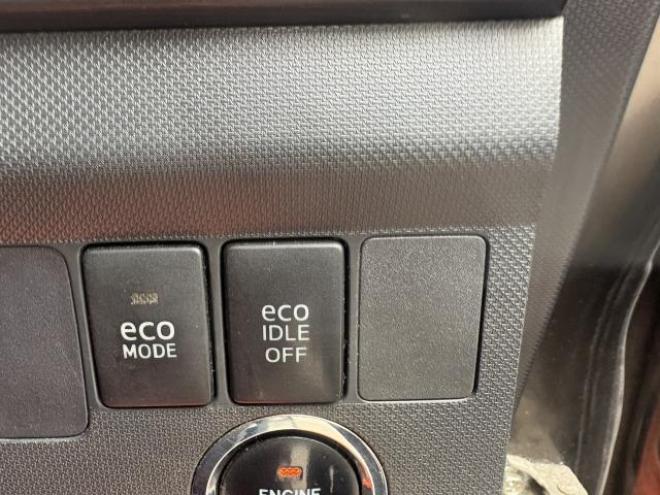 eco
MODE
eco
IDLE
OFF
ENGINE